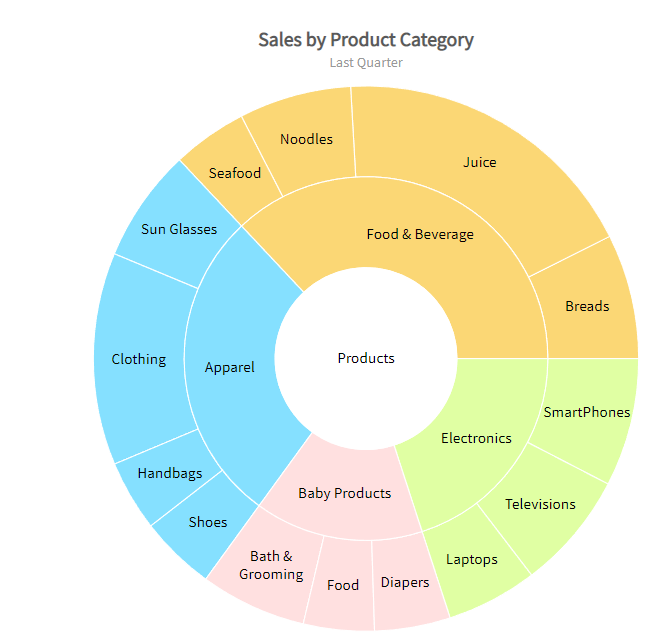 Sales by Product Category
Last Quarter
Noodles
Juice
Seafood
Sun Glasses
Food & Beverage
Breads
Clothing
Apparel
Products
SmartPhones
Electronics
Handbags
Baby Products
Televisions
Shoes
Bath &
Grooming
Laptops
Food
Diapers